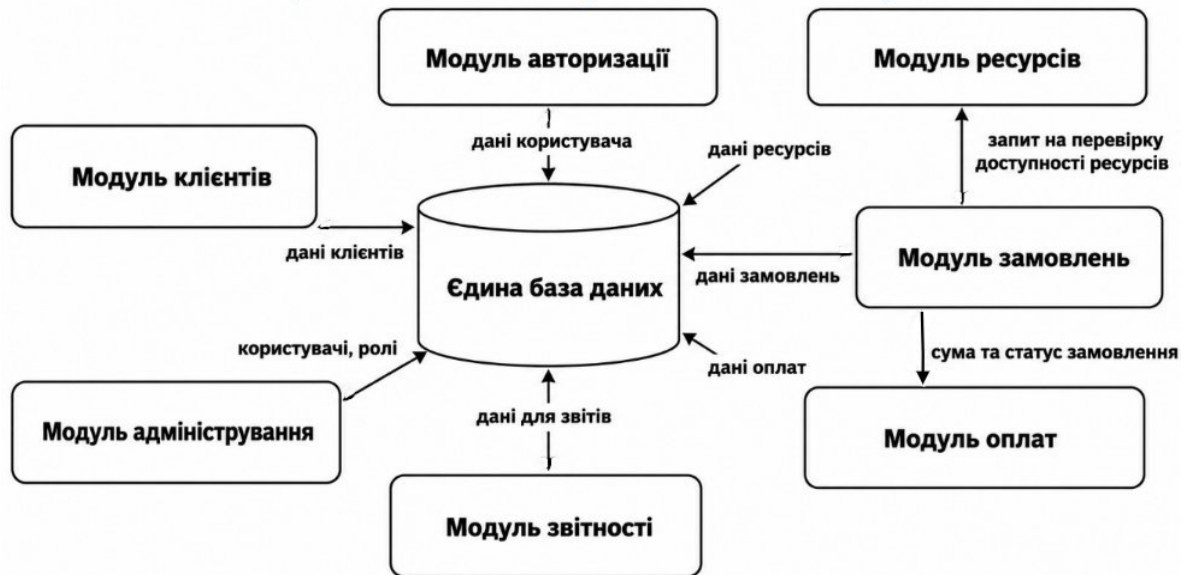 Модуль авторизації
Модуль ресурсів
дані користувача
дані ресурсів
запит на перевірку
доступності ресурсів
Модуль клієнтів
дані клієнтів
Єдина база даних
дані замовлень
Модуль замовлень
користувачі, ролі
дані оплат
сума та статус замовлення
Модуль адміністрування
дані для звітів
Модуль оплат
Модуль звітності